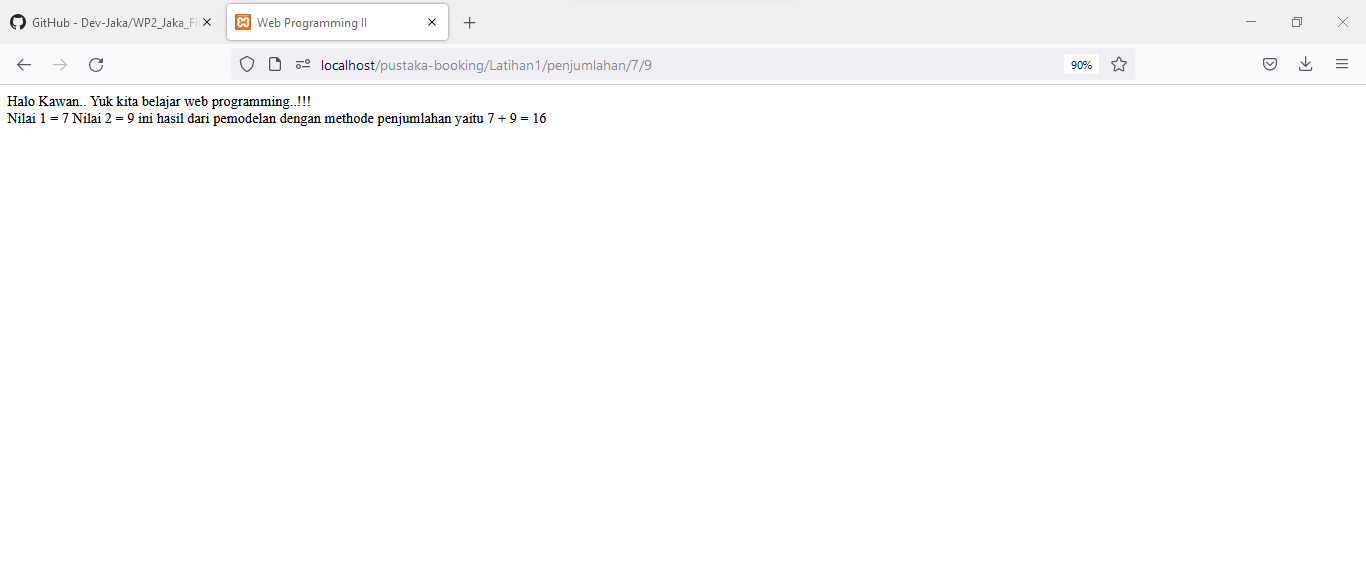 GitHub - Dev-Jaka/WP2_Jaka_
Web Programming II
localhost/pustaka-booking/Latihan1/penjumlahan/7/9
90%
Halo Kawan.. Yuk kita belajar web programming..!!!
Nilai 1 = 7 Nilai 2 = 9 ini hasil dari pemodelan dengan methode penjumlahan yaitu 7 + 9 = 16